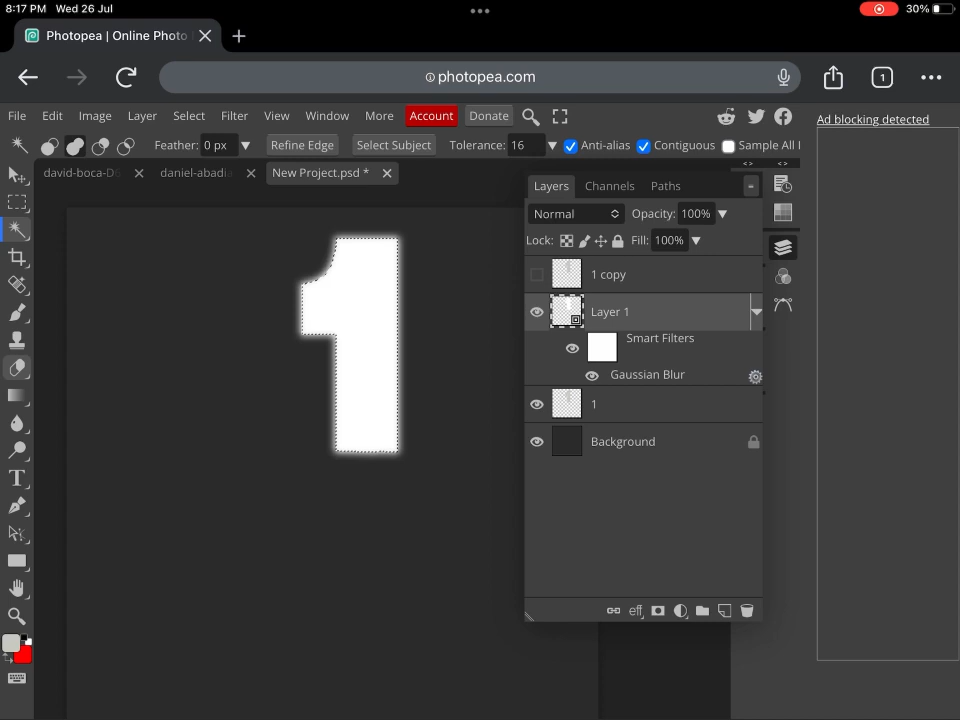 8:17 PM Wed 26 Jul
30%
Photopea | Online Photo
photopea.com
1
File Edit Image Layer Select Filter View Window More Account Donate
Ad blocking detected
Feather: 0 px Refine Edge Select Subject Tolerance: 16 Anti-alias Contiguous Sample All
david-boca-D daniel-abadi New Project.psd *
1
Layers Channels Paths
Normal Opacity: 100%
Lock: Fill: 100%
1 copy
Layer 1
Smart Filters
Gaussian Blur
1
Background
eff